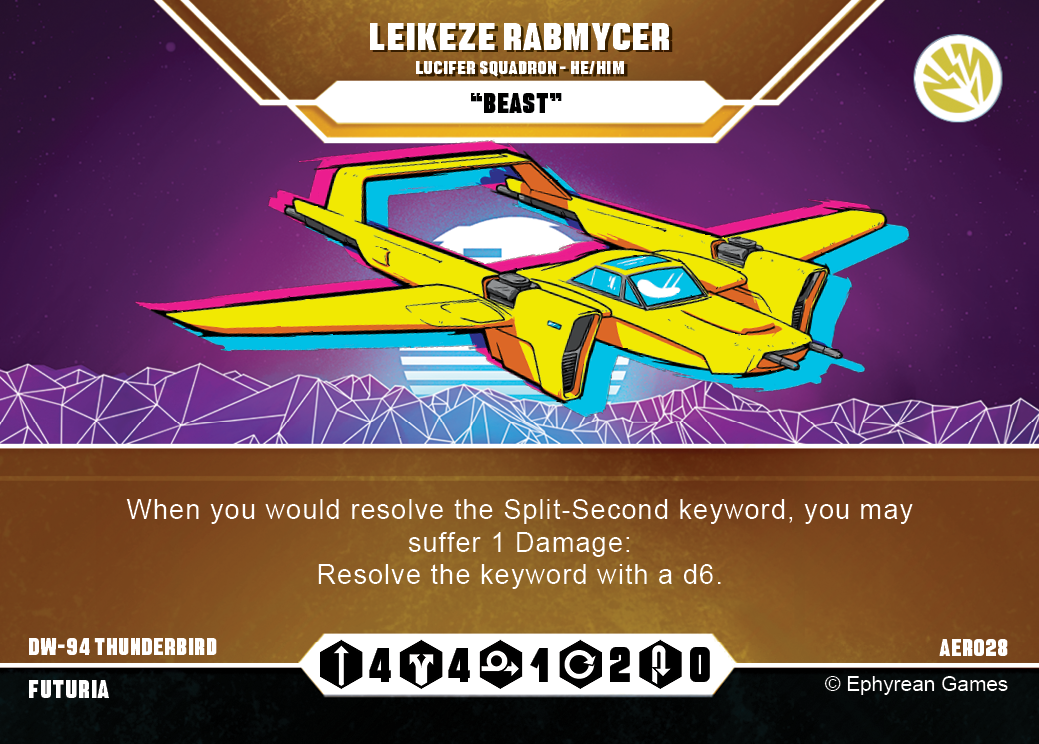 LEIKEZE RABMYCER
LUCIFER SQUADRON - HE/HIM
“BEAST”
When you would resolve the Split-Second keyword, you may
suffer 1 Damage:
Resolve the keyword with a d6.
DW-94 THUNDERBIRD
AER028
4 4 1 2 0
FUTURIA
© Ephyrean Games